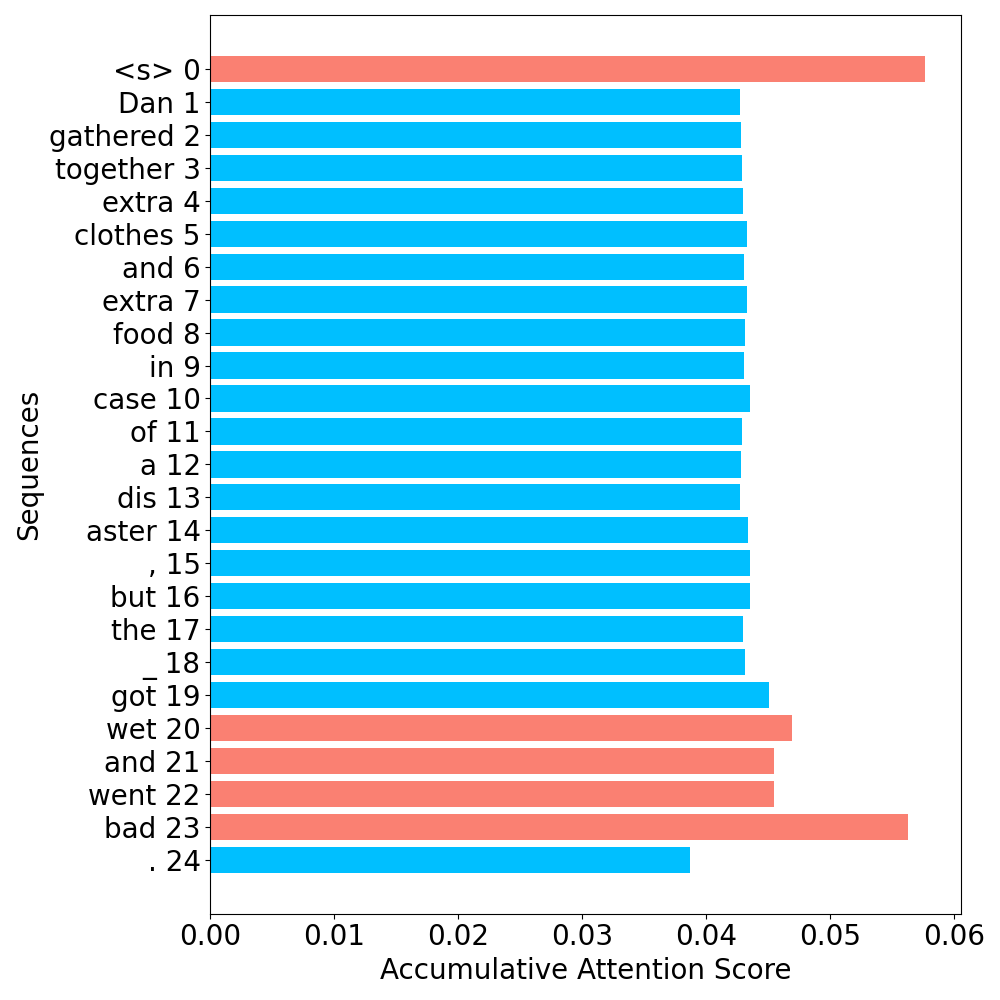 <s> 0
Dan 1
gathered 2
together 3
extra 4
clothes 5
and 6
extra 7
food 8
in 9
case 10
of 11
a 12
dis 13
aster 14
, 15
but 16
the 17
_ 18
got 19
wet 20
and 21
went 22
bad 23
. 24
Sequences
0.00 0.01 0.02 0.03 0.04 0.05 0.06
Accumulative Attention Score